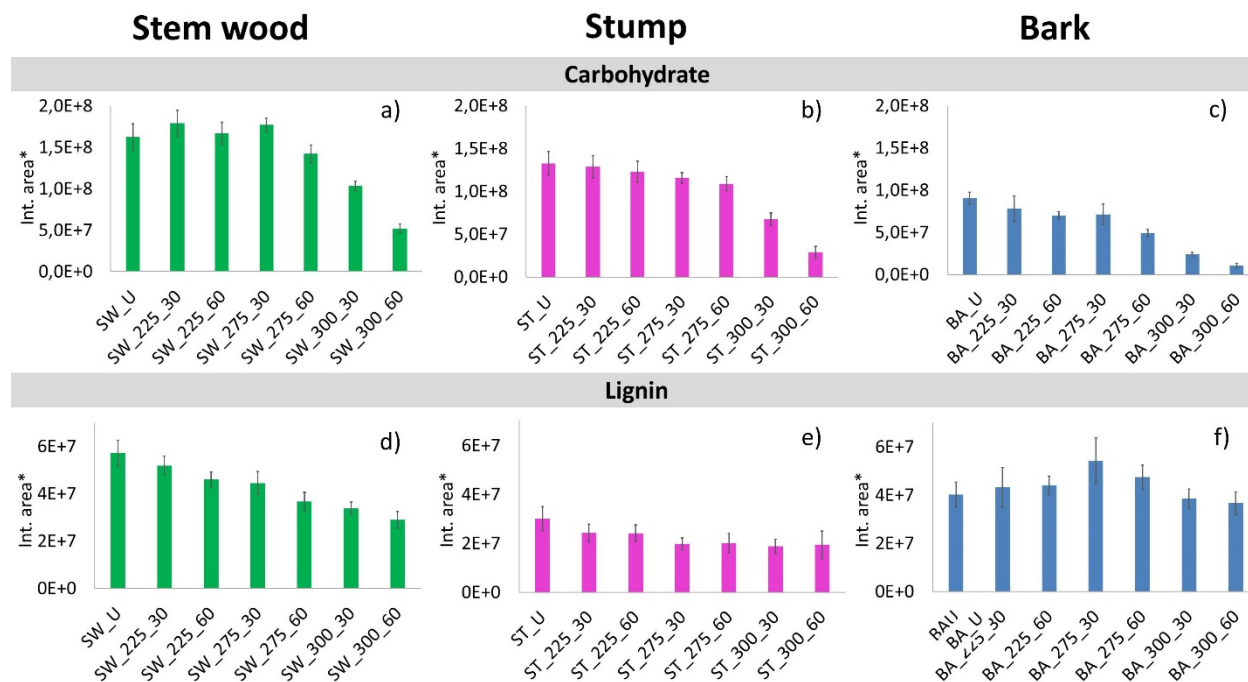 Stem wood
Stump
Bark
Carbohydrate
a)
2,0E+8
1,5E+8
1,0E+8
5,0E+7
0,0E+0
Int. area*
SW_U
SW_225_30
SW_225_60
SW_275_30
SW_275_60
SW_300_30
SW_300_60
b)
2,0E+8
1,5E+8
1,0E+8
5,0E+7
0,0E+0
Int. area*
ST_U
ST_225_30
ST_225_60
ST_275_30
ST_275_60
ST_300_30
ST_300_60
c)
2,0E+8
1,5E+8
1,0E+8
5,0E+7
0,0E+0
Int. area*
BA_U
BA_225_30
BA_225_60
BA_275_30
BA_275_60
BA_300_30
BA_300_60
Lignin
d)
6E+7
4E+7
2E+7
0E+0
Int. area*
SW_U
SW_225_30
SW_225_60
SW_275_30
SW_275_60
SW_300_30
SW_300_60
e)
6E+7
4E+7
2E+7
0E+0
Int. area*
ST_U
ST_225_30
ST_225_60
ST_275_30
ST_275_60
ST_300_30
ST_300_60
f)
6E+7
4E+7
2E+7
0E+0
Int. area*
BA_U
BA_225_30
BA_225_60
BA_275_30
BA_275_60
BA_300_30
BA_300_60